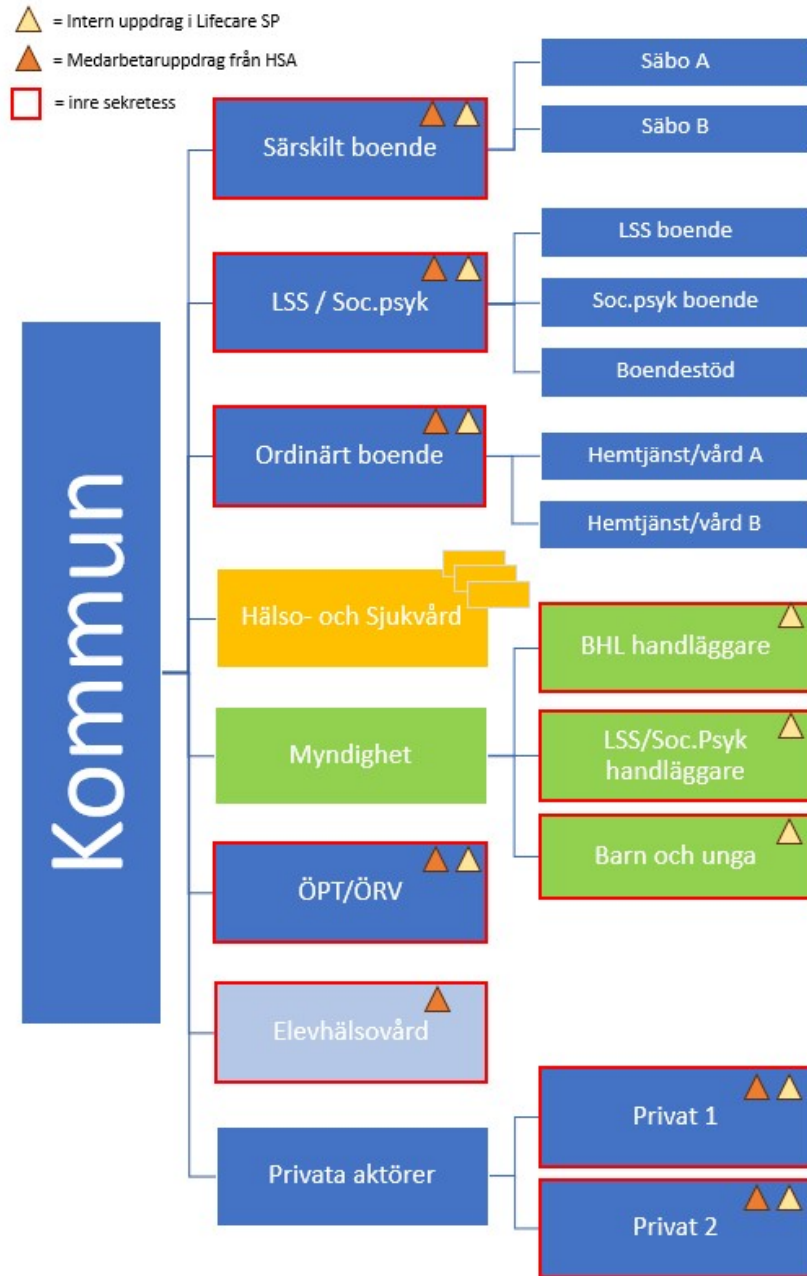 = Intern uppdrag i Lifecare SP
= Medarbetaruppdrag från HSA
= inre sekretess
Kommun
Särskilt boende
Säbo A
Säbo B
LSS / Soc.psyk
LSS boende
Soc.psyk boende
Boendestöd
Ordinärt boende
Hemtjänst/vård A
Hemtjänst/vård B
Hälso- och Sjukvård
Myndighet
BHL handläggare
LSS/Soc.Psyk
handläggare
Barn och unga
ÖPT/ÖRV
Elevhälsovård
Privata aktörer
Privat 1
Privat 2